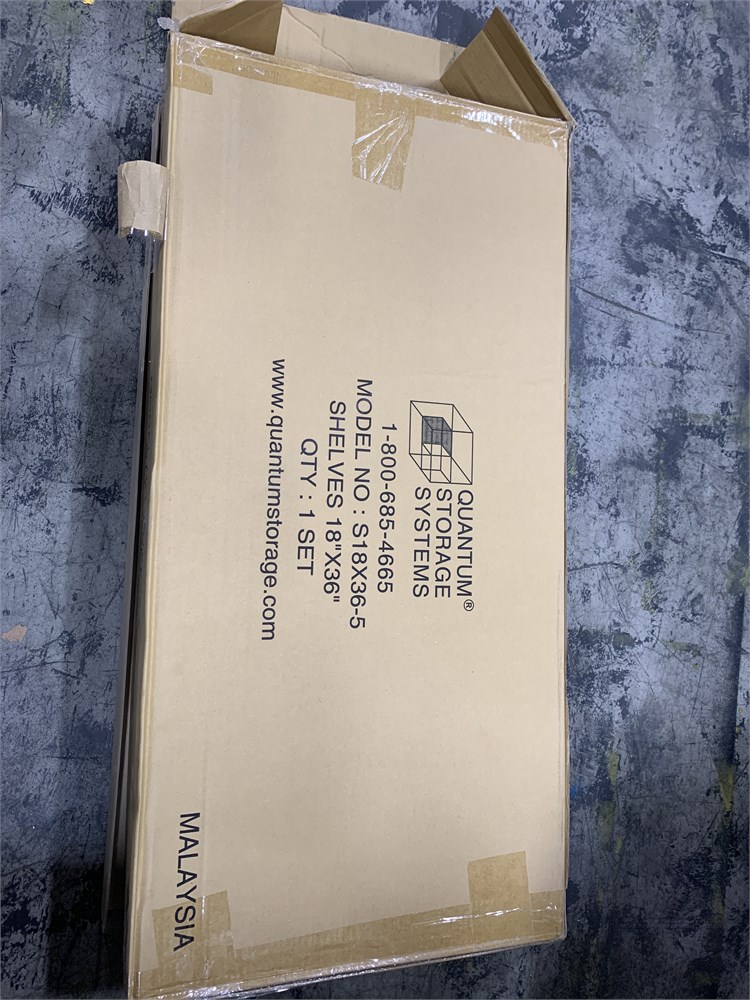 QUANTUM®
STORAGE
SYSTEMS
1-800-685-4665
MODEL NO : S18X36-5
SHELVES 18"X36"
QTY : 1 SET
www.quantumstorage.com
MALAYSIA